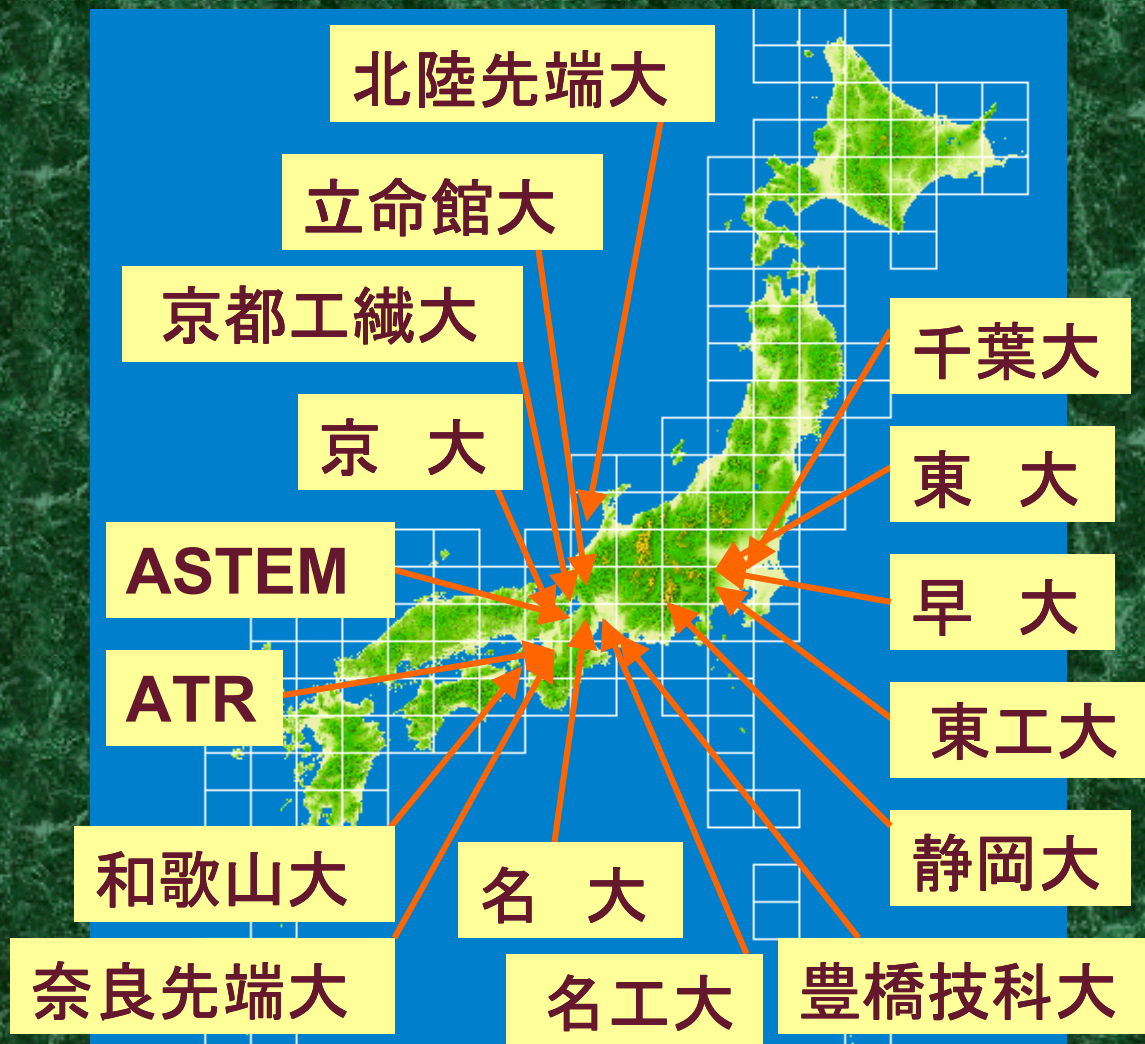 北陸先端大
立命館大
京都工繊大
京　大
ASTEM
ATR
和歌山大
奈良先端大
名　大
名工大
千葉大
東　大
早　大
東工大
静岡大
豊橋技科大